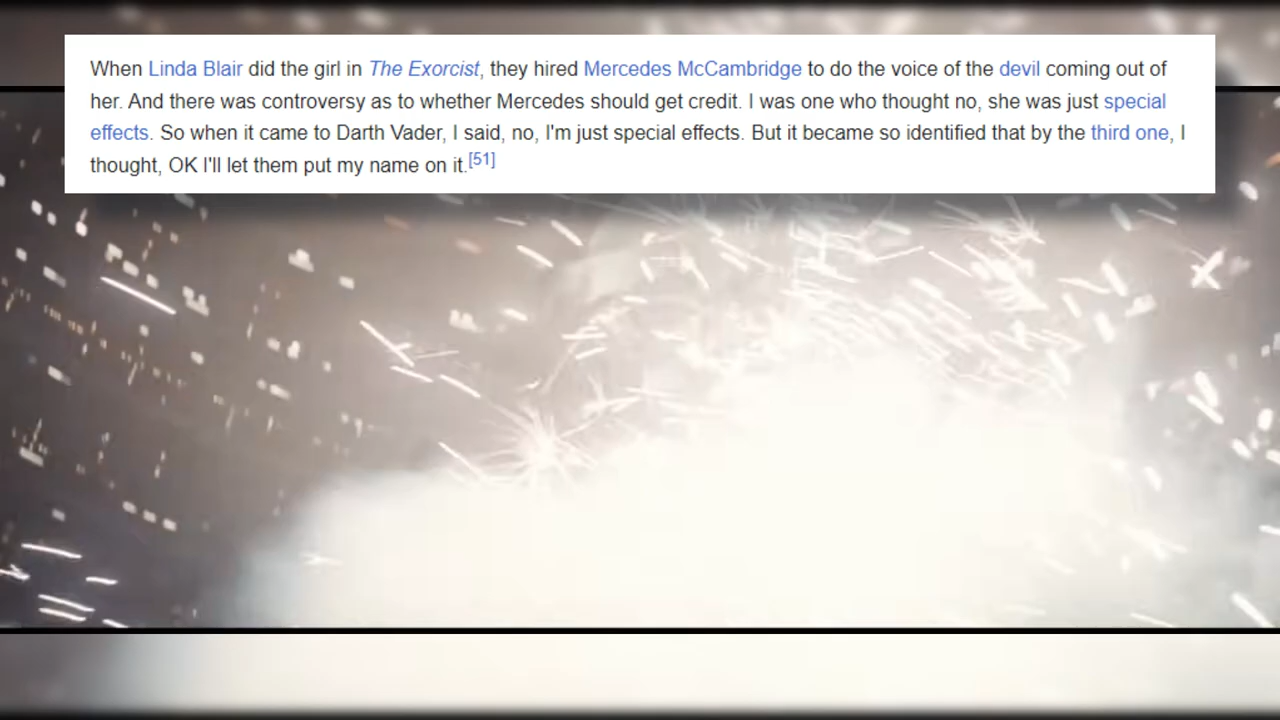 When Linda Blair did the girl in The Exorcist, they hired Mercedes McCambridge to do the voice of the devil coming out of
her. And there was controversy as to whether Mercedes should get credit. I was one who thought no, she was just special
effects. So when it came to Darth Vader, I said, no, I'm just special effects. But it became so identified that by the third one, I
thought, OK I'll let them put my name on it.[51]